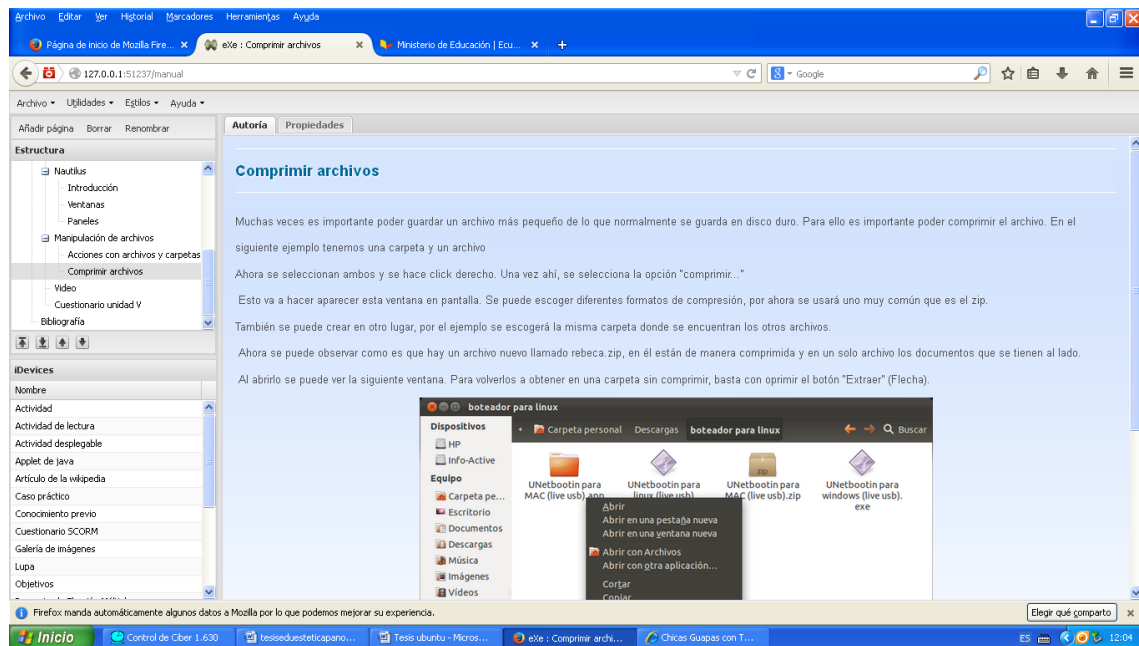 Archivo Editar Ver Historial Marcadores Herramientas Ayuda
Página de inicio de Mozilla Fire... eXe : Comprimir archivos Ministerio de Educación | Ecu...
127.0.0.1:51237/manual Google
Archivo Utilidades Estilos Ayuda
Añadir página Borrar Renombrar
Estructura
Nautilus
Introducción
Ventanas
Paneles
Manipulación de archivos
Acciones con archivos y carpetas
Comprimir archivos
Video
Cuestionario unidad V
Bibliografía
iDevices
Nombre
Actividad
Actividad de lectura
Actividad desplegable
Applet de java
Artículo de la wikipedia
Caso práctico
Conocimiento previo
Cuestionario SCORM
Galería de imágenes
Lupa
Objetivos
Autoría Propiedades
Comprimir archivos
Muchas veces es importante poder guardar un archivo más pequeño de lo que normalmente se guarda en disco duro. Para ello es importante poder comprimir el archivo. En el
siguiente ejemplo tenemos una carpeta y un archivo
Ahora se seleccionan ambos y se hace click derecho. Una vez ahí, se selecciona la opción "comprimir..."
Esto va a hacer aparecer esta ventana en pantalla. Se puede escoger diferentes formatos de compresión, por ahora se usará uno muy común que es el zip.
También se puede crear en otro lugar, por el ejemplo se escogerá la misma carpeta donde se encuentran los otros archivos.
Ahora se puede observar como es que hay un archivo nuevo llamado rebeca.zip, en él están de manera comprimida y en un solo archivo los documentos que se tienen al lado.
Al abrirlo se puede ver la siguiente ventana. Para volverlos a obtener en una carpeta sin comprimir, basta con oprimir el botón "Extraer" (Flecha).
boteador para linux
Dispositivos
HP
Info-Active
Equipo
Carpeta pe...
Escritorio
Documentos
Descargas
Música
Imágenes
Vídeos
Carpeta personal Descargas boteador para linux Buscar
zip
UNetbootin para
MAC (live usb).app
UNetbootin para
linux (live usb)
UNetbootin para
MAC (live usb).zip
UNetbootin para
windows (live usb).
exe
Abrir
Abrir en una pestaña nueva
Abrir en una ventana nueva
Abrir con Archivos
Abrir con otra aplicación...
Cortar
Copiar
Firefox manda automáticamente algunos datos a Mozilla por lo que podemos mejorar su experiencia. Elegir qué comparto
Inicio Control de Ciber 1.630 tesiseduesteticapano... Tesis ubuntu - Micros... eXe : Comprimir archi... Chicas Guapas con T... ES 12:04